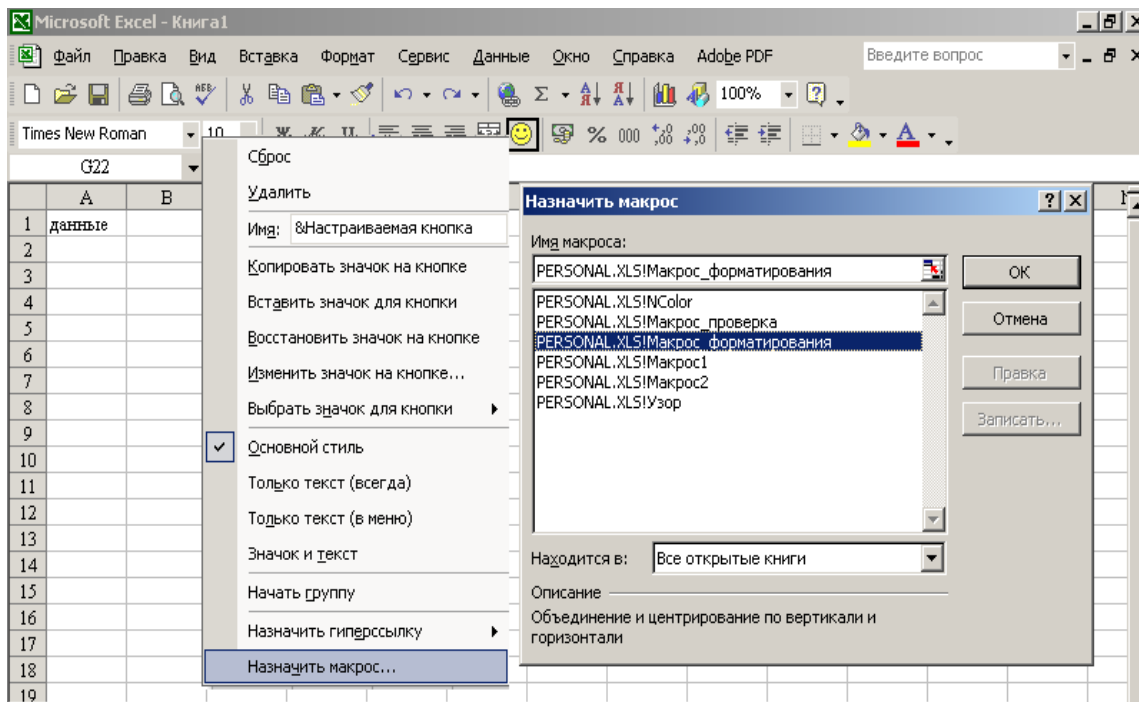 Microsoft Excel - Книга1
Файл Правка Вид Вставка Формат Сервис Данные Окно Справка Adobe PDF Введите вопрос
100%
Times New Roman 10 Ж К Ч % 000
G22
A B
1 данные
2
3
4
5
6
7
8
9
10
11
12
13
14
15
16
17
18
19
Сброс
Удалить
Имя: &Настраиваемая кнопка
Копировать значок на кнопке
Вставить значок для кнопки
Восстановить значок на кнопке
Изменить значок на кнопке...
Выбрать значок для кнопки
Основной стиль
Только текст (всегда)
Только текст (в меню)
Значок и текст
Начать группу
Назначить гиперссылку
Назначить макрос...
Назначить макрос
Имя макроса:
PERSONAL.XLS!Макрос_форматирования
PERSONAL.XLS!NColor
PERSONAL.XLS!Макрос_проверка
PERSONAL.XLS!Макрос_форматирования
PERSONAL.XLS!Макрос1
PERSONAL.XLS!Макрос2
PERSONAL.XLS!Узор
ОК
Отмена
Правка
Записать...
Находится в: Все открытые книги
Описание
Объединение и центрирование по вертикали и
горизонтали